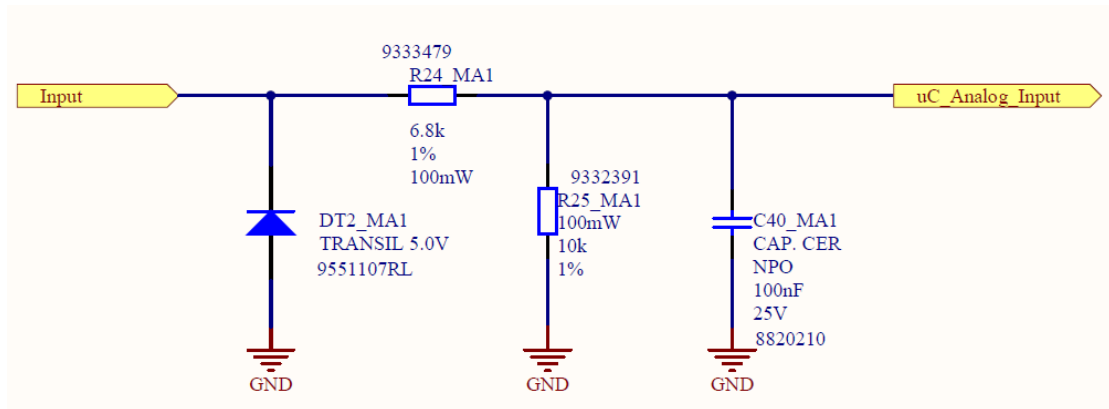 9333479
R24_MA1
Input
uC_Analog_Input
6.8k
1%
100mW
9332391
R25_MA1
100mW
10k
1%
DT2_MA1
TRANSIL 5.0V
9551107RL
C40_MA1
CAP. CER
NPO
100nF
25V
8820210
GND
GND
GND